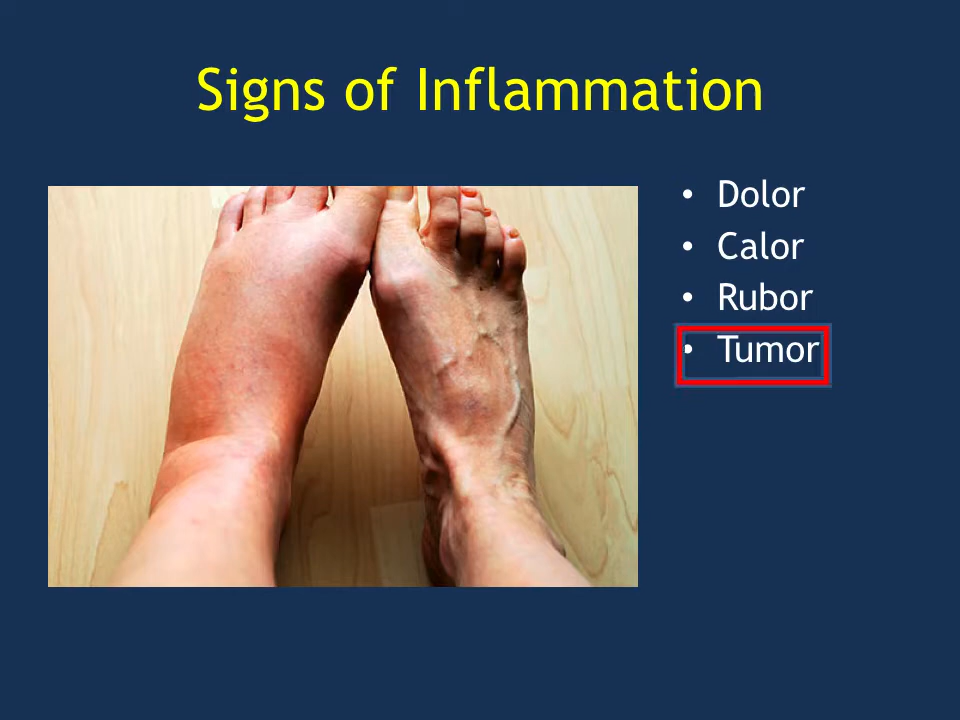 Signs of Inflammation
• Dolor
• Calor
• Rubor
• Tumor